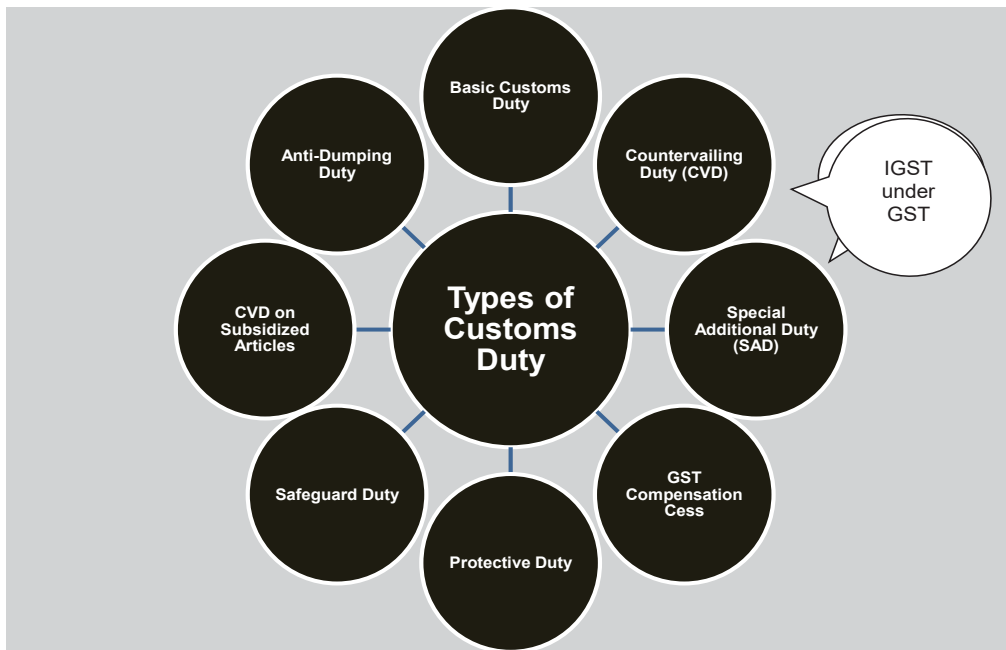 Basic Customs
Duty
Anti-Dumping
Duty
Countervailing
Duty (CVD)
IGST
under
GST
Types of
Customs
Duty
CVD on
Subsidized
Articles
Special
Additional Duty
(SAD)
Safeguard Duty
GST
Compensation
Cess
Protective Duty